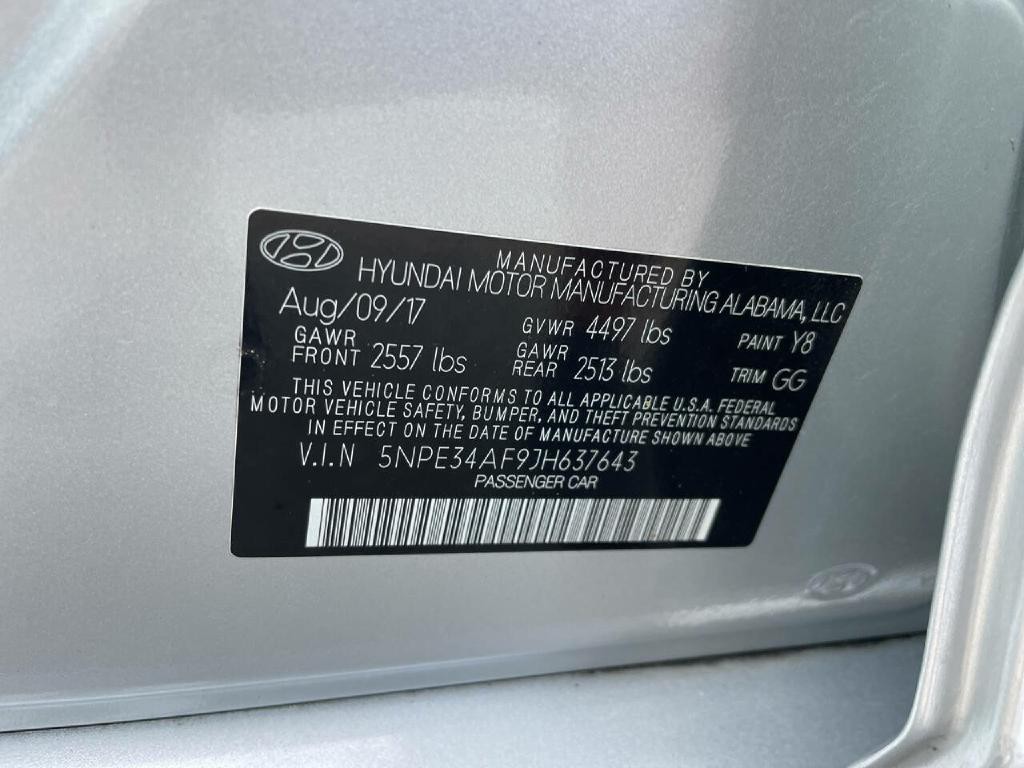 MANUFACTURED BY
HYUNDAI MOTOR MANUFACTURING ALABAMA, LLC
Aug/09/17 GVWR 4497 lbs PAINT Y8
GAWR FRONT 2557 lbs GAWR REAR 2513 lbs TRIM GG
THIS VEHICLE CONFORMS TO ALL APPLICABLE U.S.A. FEDERAL
MOTOR VEHICLE SAFETY, BUMPER, AND THEFT PREVENTION STANDARDS
IN EFFECT ON THE DATE OF MANUFACTURE SHOWN ABOVE
V.I.N 5NPE34AF9JH637643
PASSENGER CAR